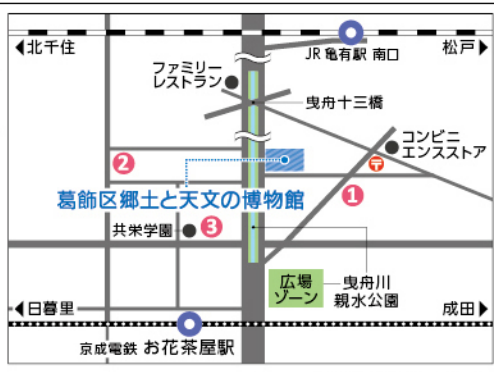 ◀北千住
JR 亀有駅 南口
松戸▶
ファミリー
レストラン
曳舟十三橋
コンビニ
エンスストア
〒
❷
葛飾区郷土と天文の博物館
❶
共栄学園
❸
広場
ゾーン
曳舟川
親水公園
◀日暮里
成田▶
京成電鉄 お花茶屋駅